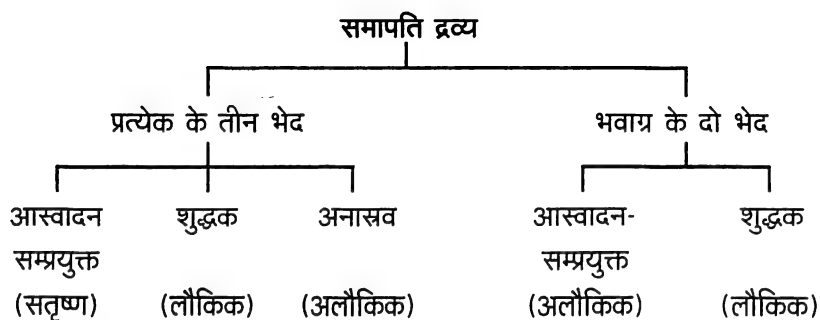 समापति द्रव्य
प्रत्येक के तीन भेद भवाग्र के दो भेद
आस्वादन शुद्धक अनास्रव आस्वादन- शुद्धक
सम्प्रयुक्त सम्प्रयुक्त
(सतृष्ण) (लौकिक) (अलौकिक) (अलौकिक) (लौकिक)